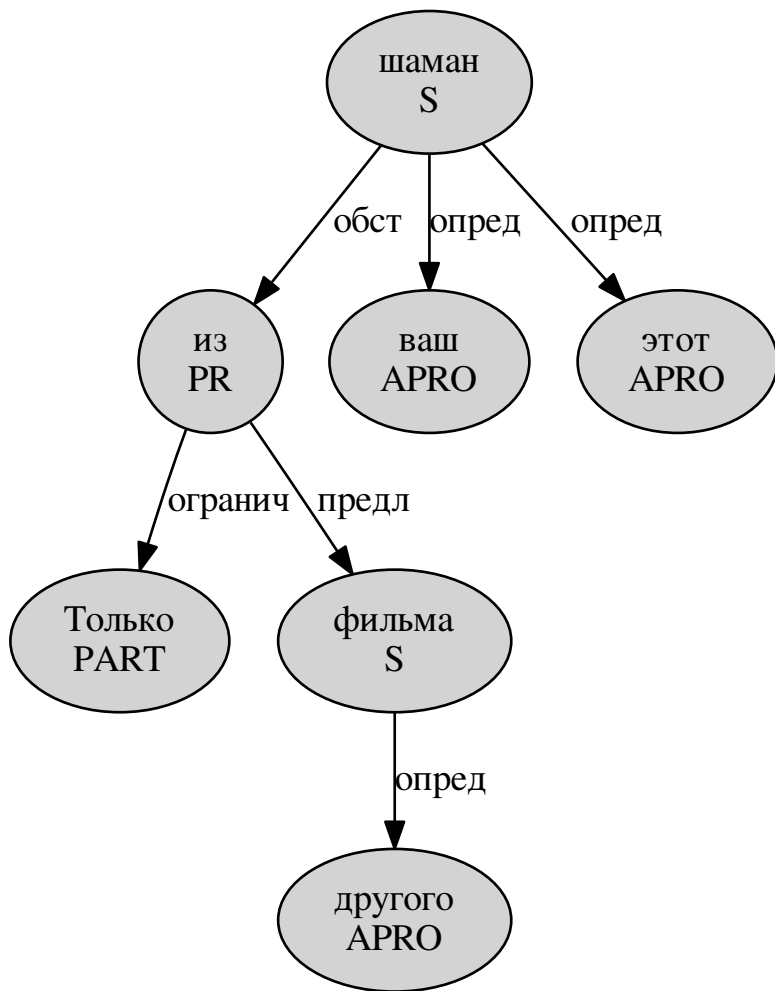 шаман
S
обст
опред
опред
из
PR
ваш
APRO
этот
APRO
огранич
предл
Только
PART
фильма
S
опред
другого
APRO